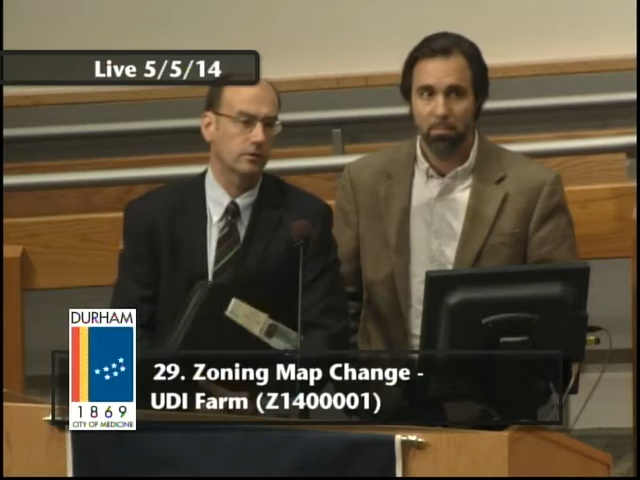 Live 5/5/14
DURHAM
1869
CITY OF MEDICINE
29. Zoning Map Change -
UDI Farm (Z1400001)